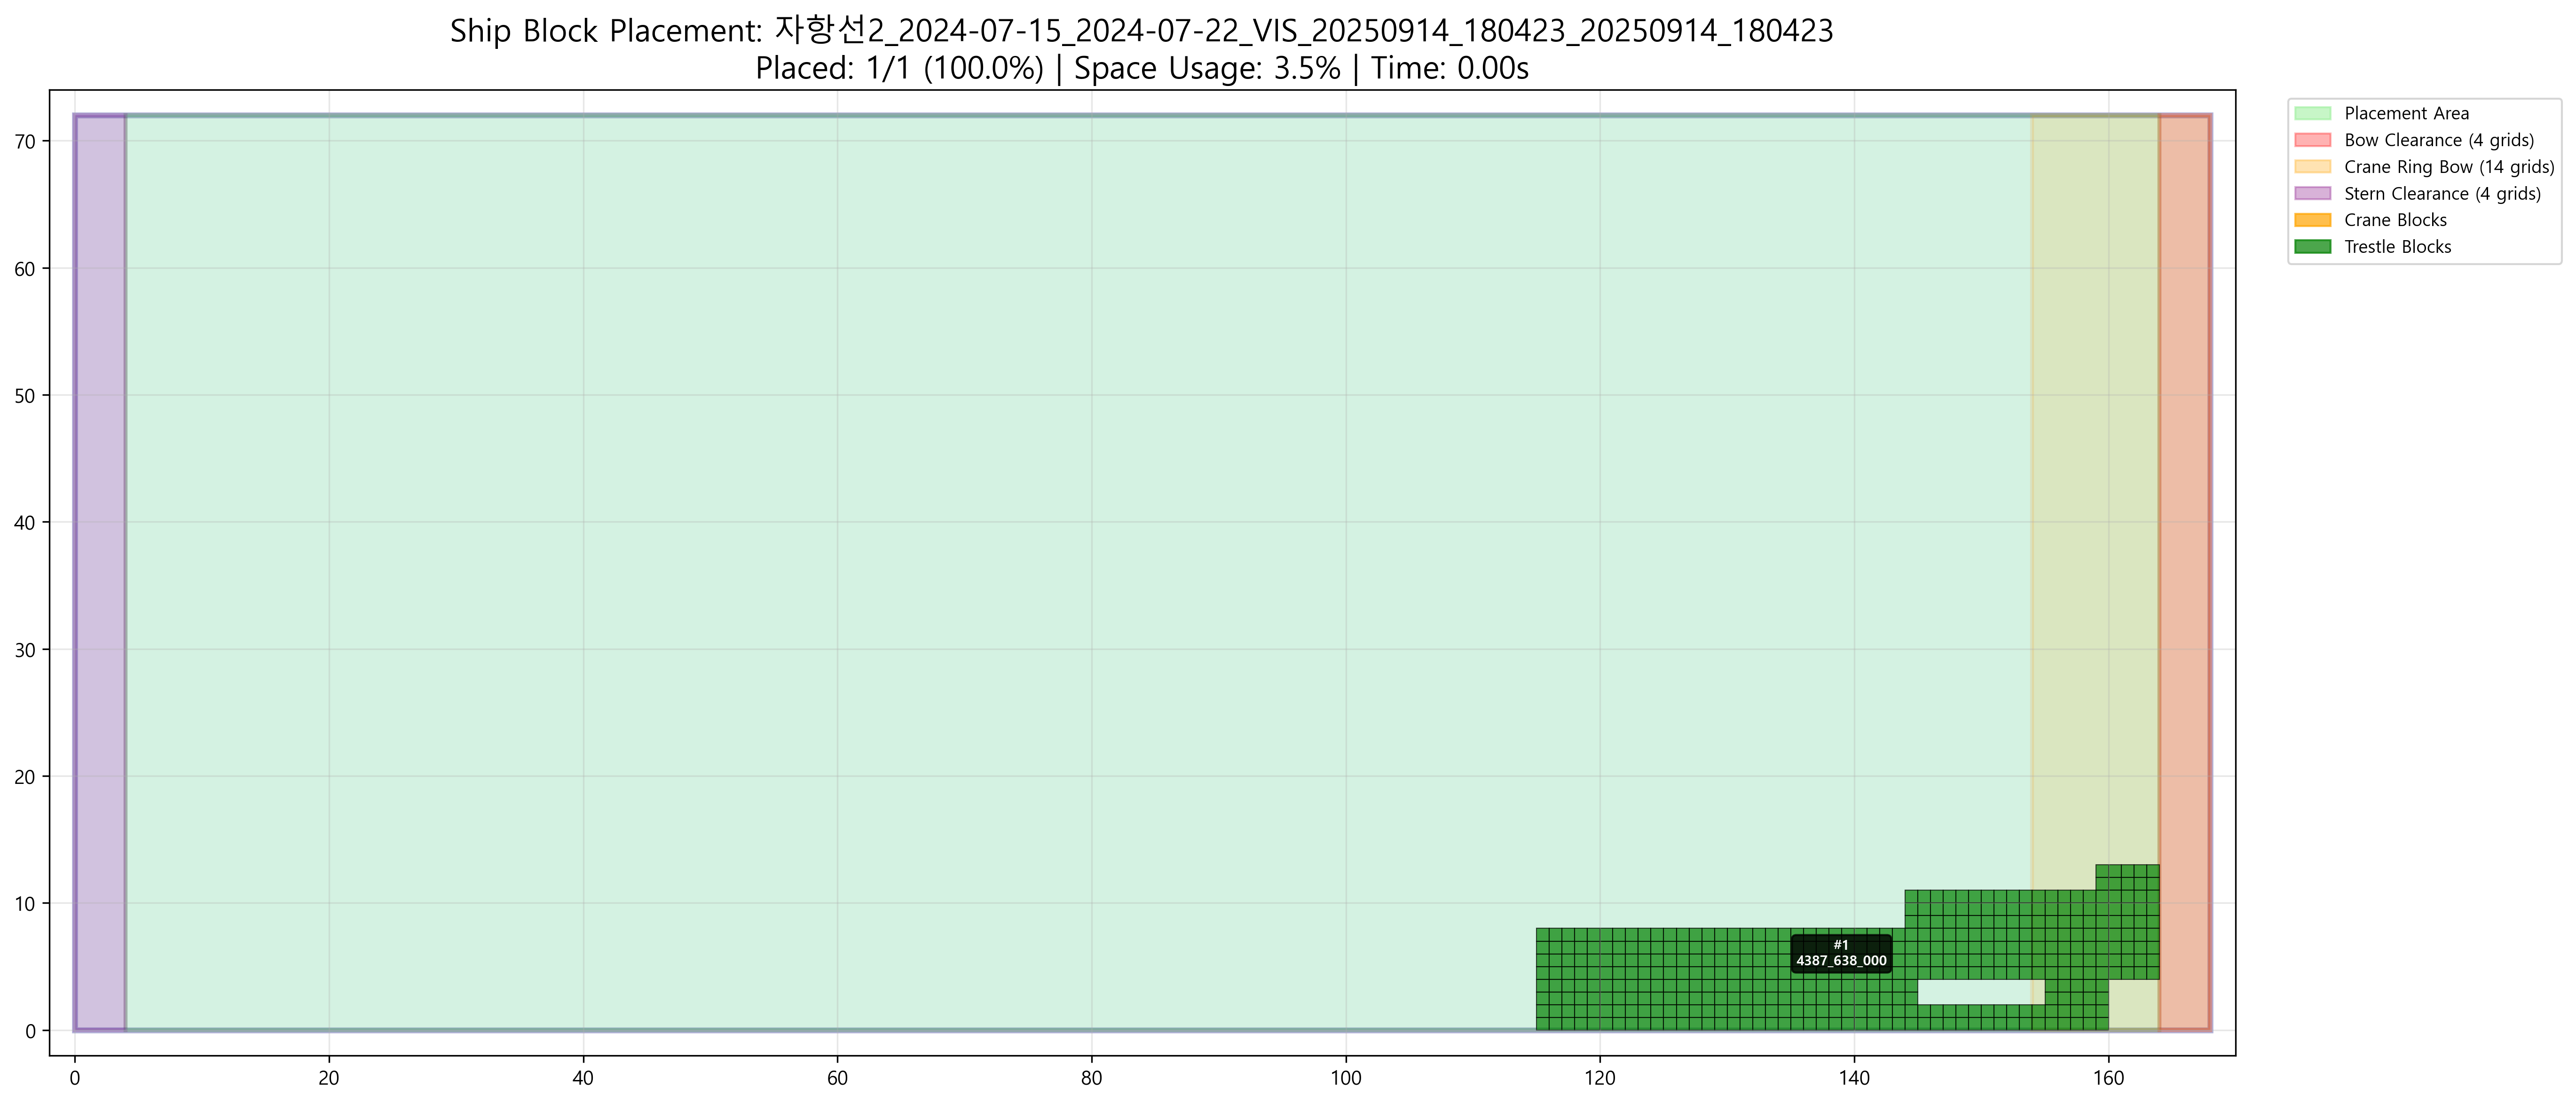 Ship Block Placement: 자항선2_2024-07-15_2024-07-22_VIS_20250914_180423_20250914_180423
Placed: 1/1 (100.0%) | Space Usage: 3.5% | Time: 0.00s
Placement Area
Bow Clearance (4 grids)
Crane Ring Bow (14 grids)
Stern Clearance (4 grids)
Crane Blocks
Trestle Blocks
70
60
50
40
30
20
10
0
#1
4387_638_000
0 20 40 60 80 100 120 140 160